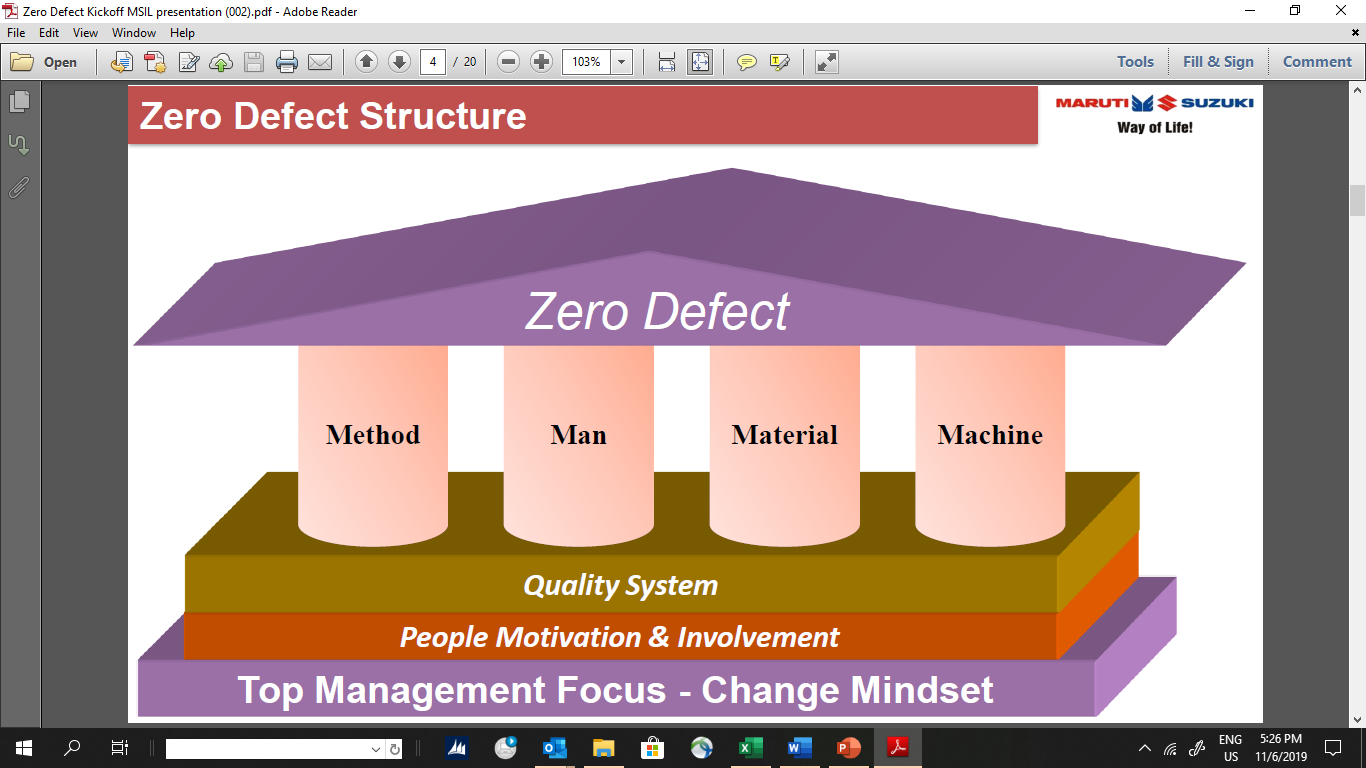 Zero Defect Kickoff MSIL presentation (002).pdf - Adobe Reader
File Edit View Window Help
Open 4 / 20 103% Tools Fill & Sign Comment
Zero Defect Structure
MARUTI SUZUKI
Way of Life!
Zero Defect
Method Man Material Machine
Quality System
People Motivation & Involvement
Top Management Focus - Change Mindset
ENG 5:26 PM
US 11/6/2019